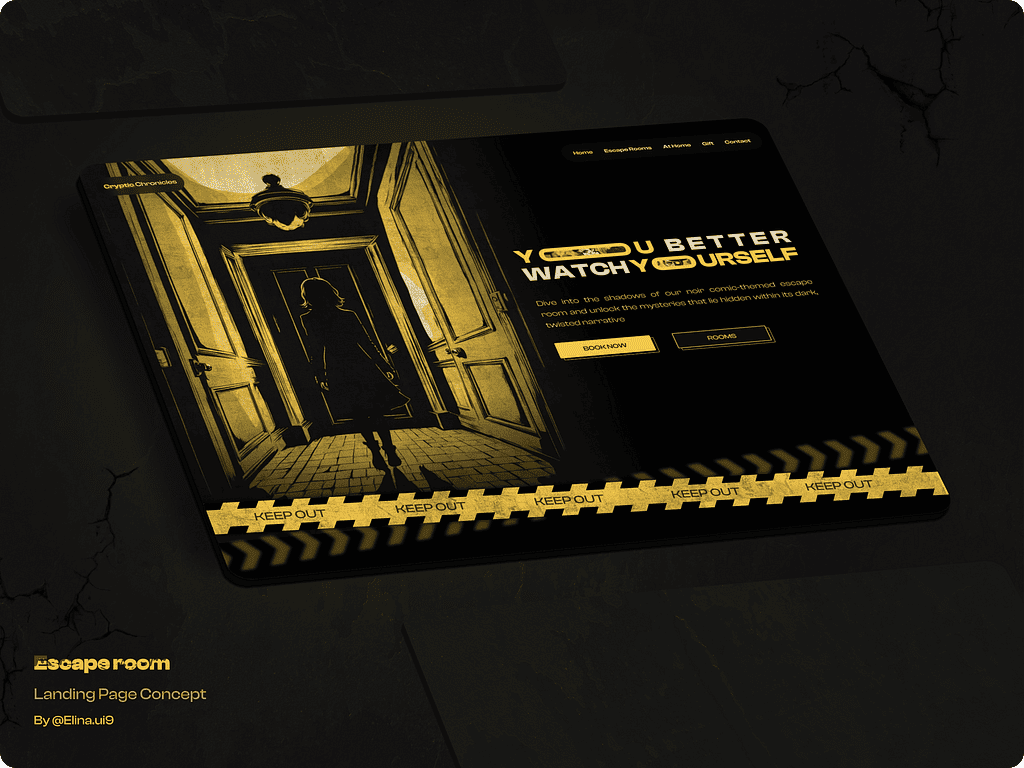 Cryptic Chronicles
Home Escape Rooms At Home Gift Contact
YOU BETTER
WATCH YOURSELF
Dive into the shadows of our noir comic-themed escape
room and unlock the mysteries that lie hidden within its dark,
twisted narrative
BOOK NOW
ROOMS
KEEP OUT KEEP OUT KEEP OUT KEEP OUT KEEP OUT
Escape room
Landing Page Concept
By @Elina.ui9